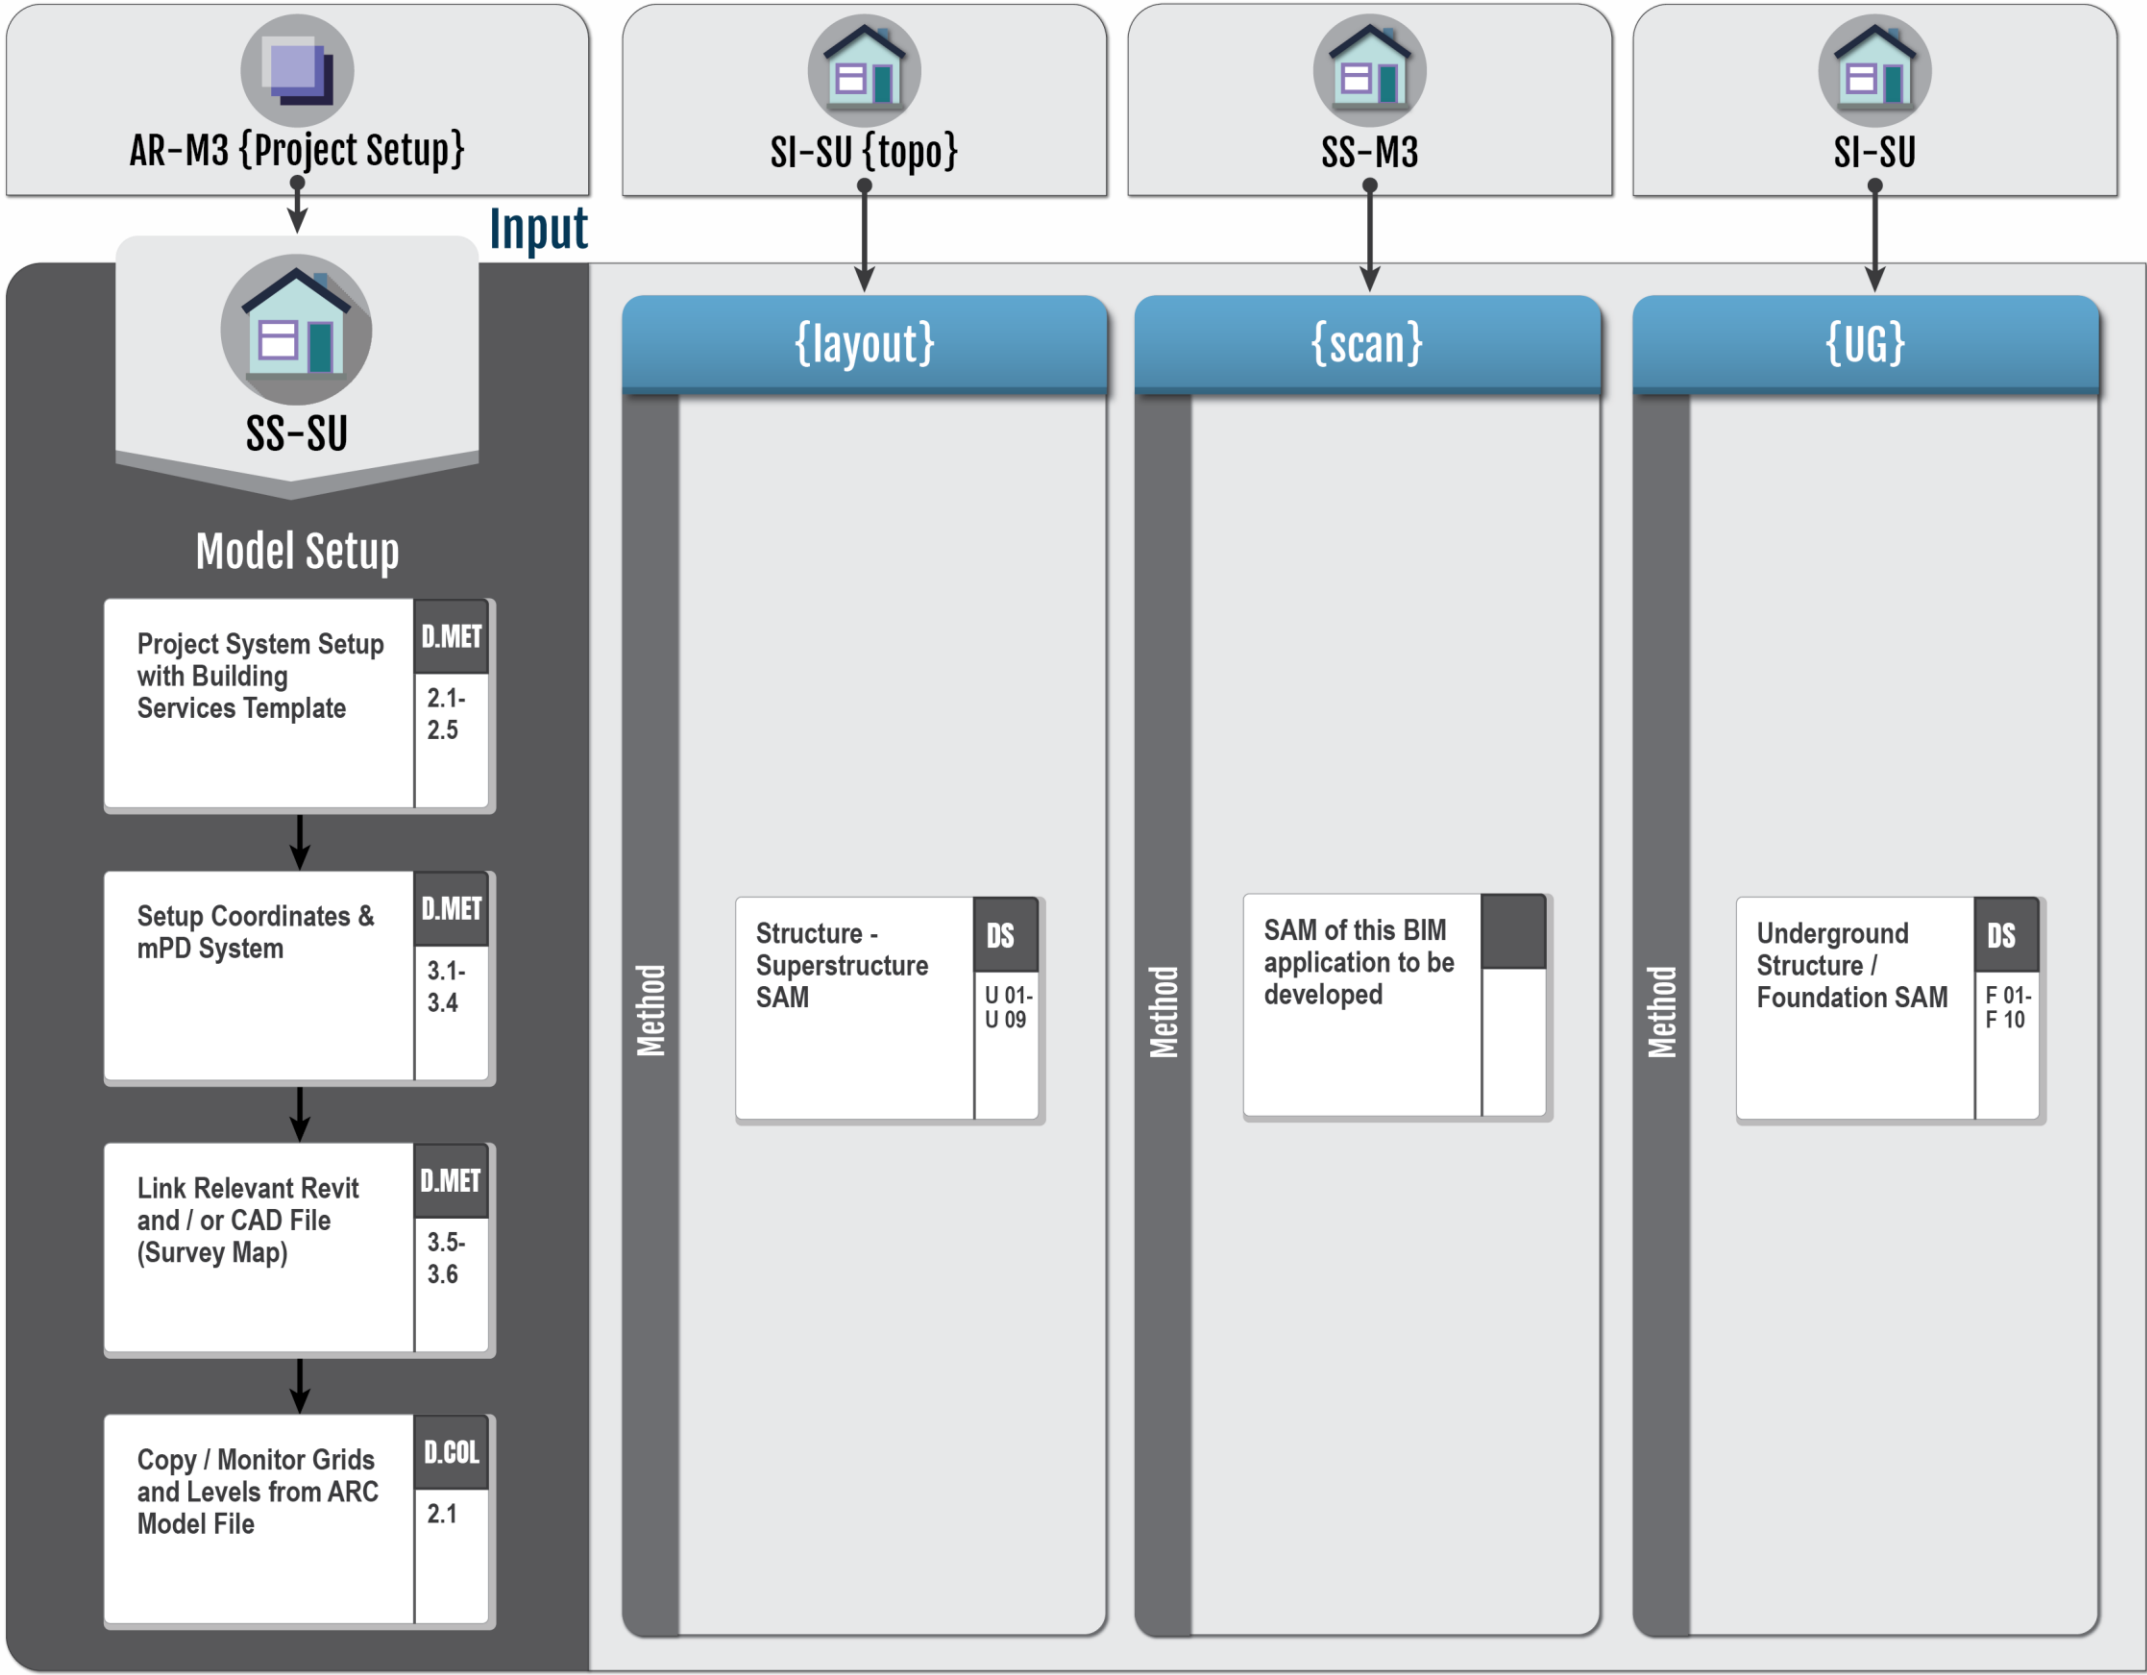 AR-M3 {Project Setup}
SI-SU {topo}
SS-M3
SI-SU
Input
SS-SU
Model Setup
Project System Setup
with Building
Services Template
D.MET
2.1-
2.5
Setup Coordinates &
mPD System
D.MET
3.1-
3.4
Link Relevant Revit
and / or CAD File
(Survey Map)
D.MET
3.5-
3.6
Copy / Monitor Grids
and Levels from ARC
Model File
D.COL
2.1
{layout}
Method
Structure -
Superstructure
SAM
DS
U 01-
U 09
{scan}
Method
SAM of this BIM
application to be
developed
{UG}
Method
Underground
Structure /
Foundation SAM
DS
F 01-
F 10